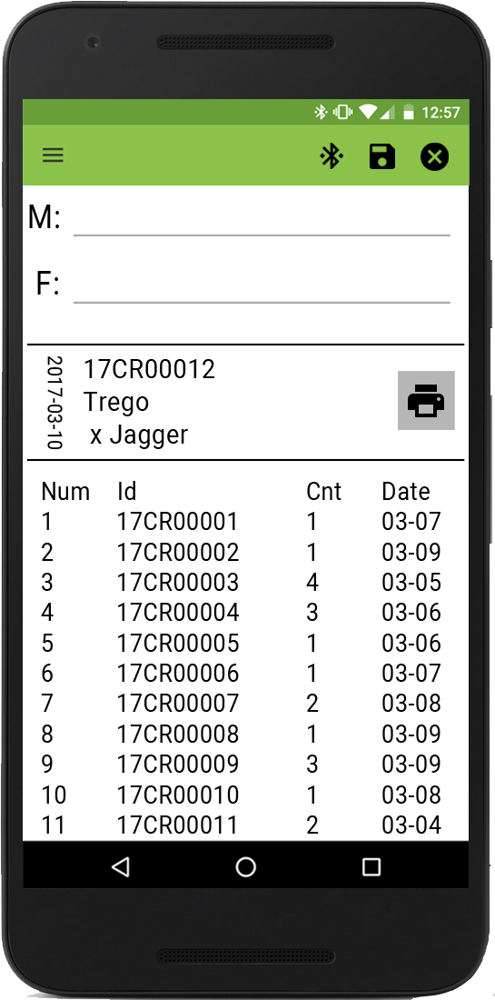 12:57
M:
F:
2017-03-10
17CR00012
Trego
x Jagger
Num Id Cnt Date
1 17CR00001 1 03-07
2 17CR00002 1 03-09
3 17CR00003 4 03-05
4 17CR00004 3 03-06
5 17CR00005 1 03-06
6 17CR00006 1 03-07
7 17CR00007 2 03-08
8 17CR00008 1 03-09
9 17CR00009 3 03-09
10 17CR00010 1 03-08
11 17CR00011 2 03-04